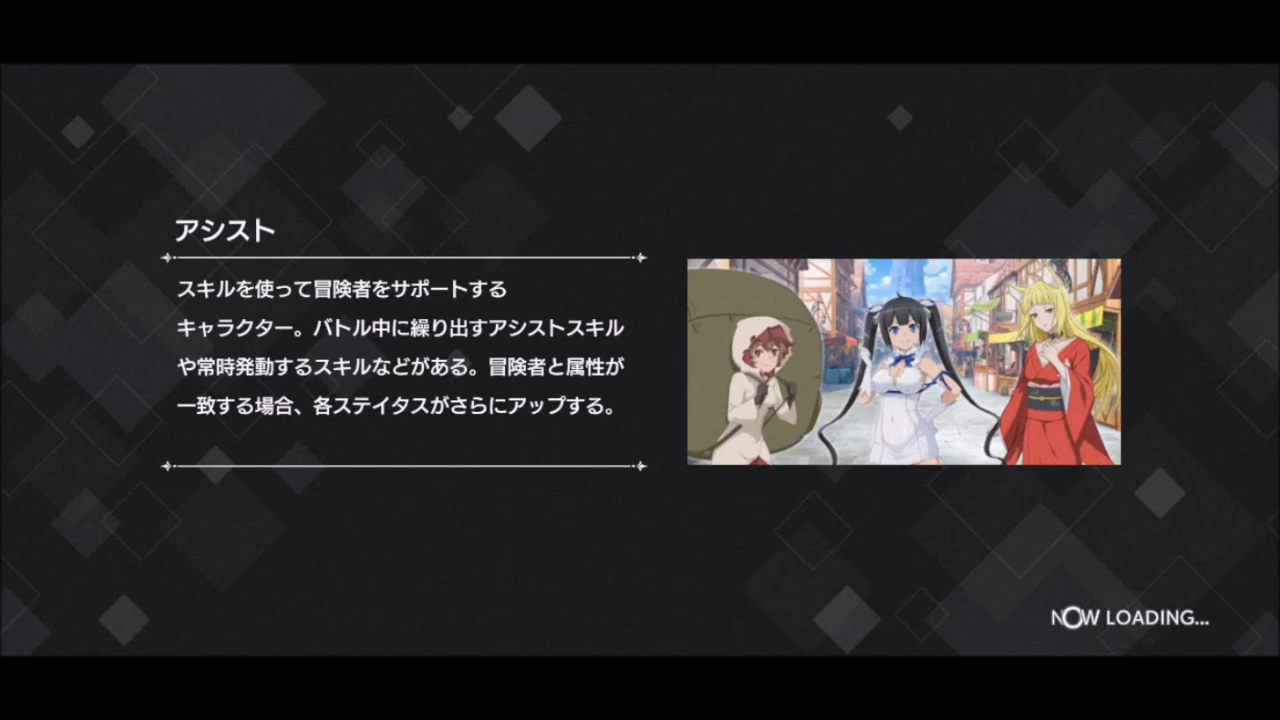 アシスト
スキルを使って冒険者をサポートする
キャラクター。バトル中に繰り出すアシストスキル
や常時発動するスキルなどがある。冒険者と属性が
一致する場合、各ステイタスがさらにアップする。
NOW LOADING...